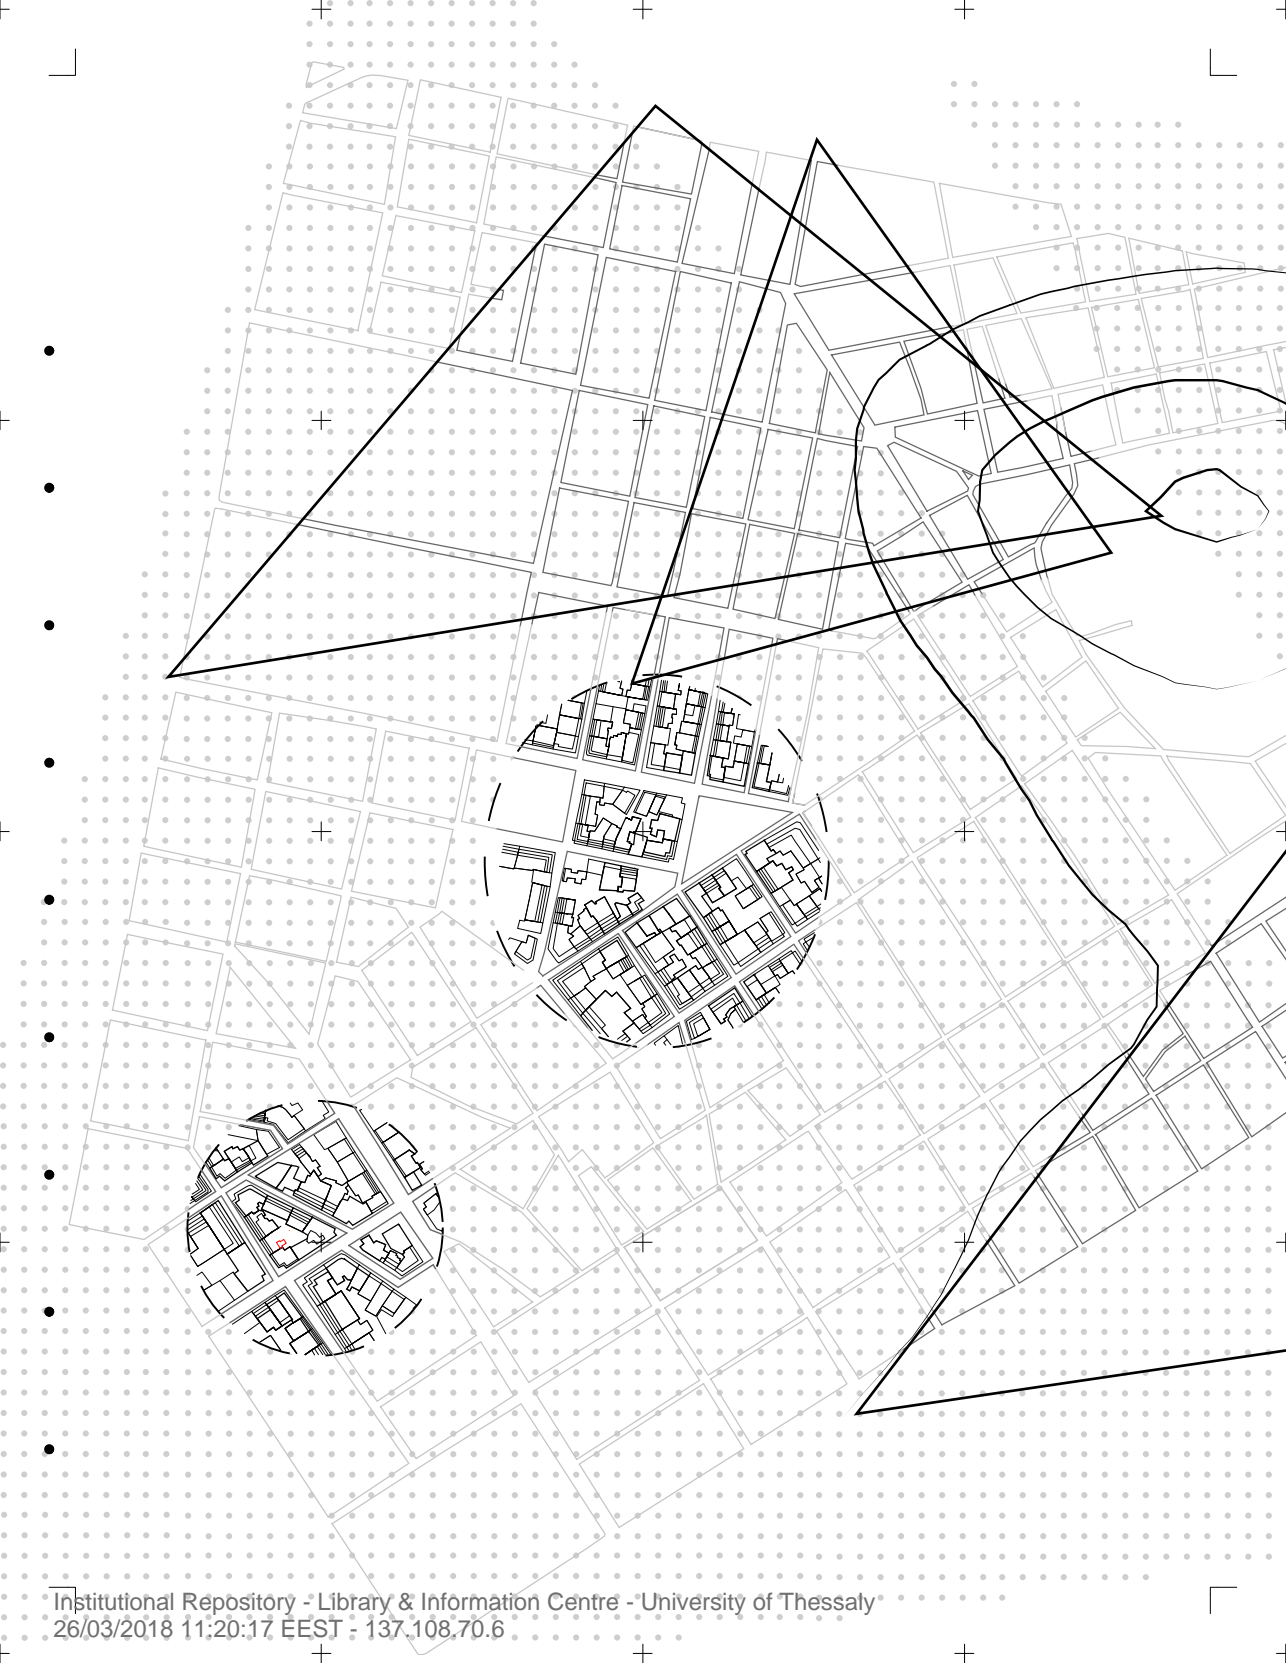 Institutional Repository - Library & Information Centre - University of Thessaly
26/03/2018 11:20:17 EEST - 137.108.70.6